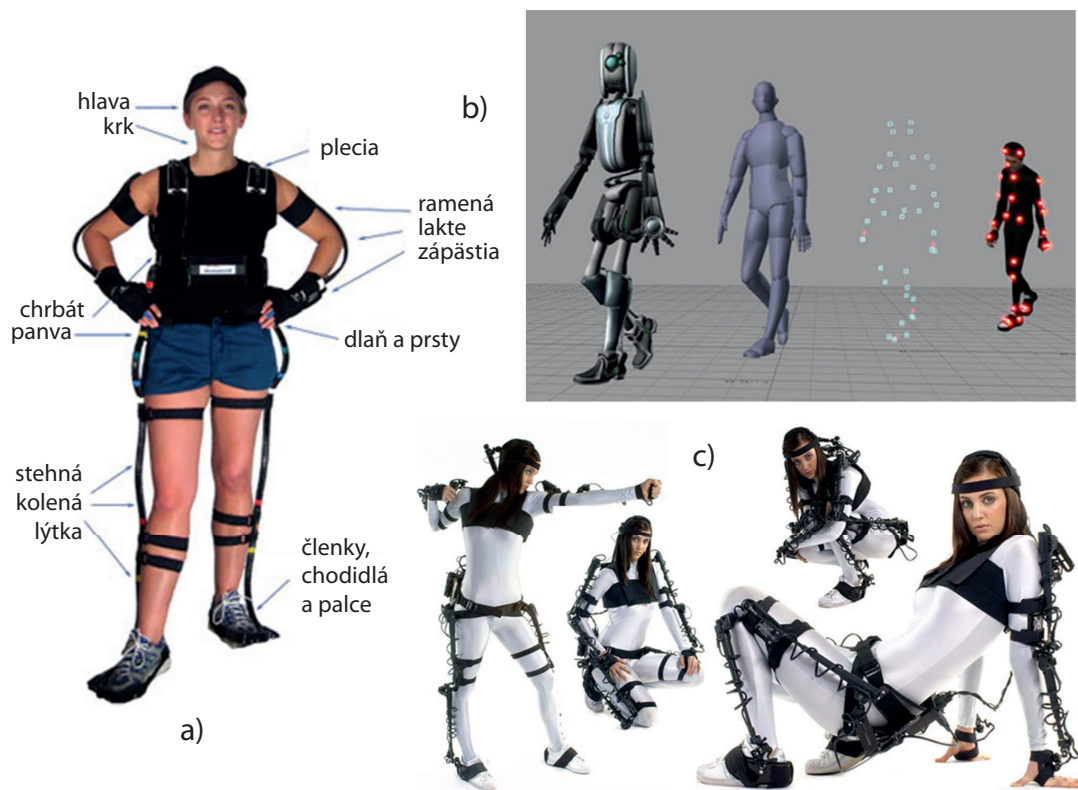 hlava
krk
plecia
ramená
lakte
zápästia
chrbát
panva
dlaň a prsty
stehná
kolená
lýtka
členky,
chodidlá
a palce
a)
b)
c)